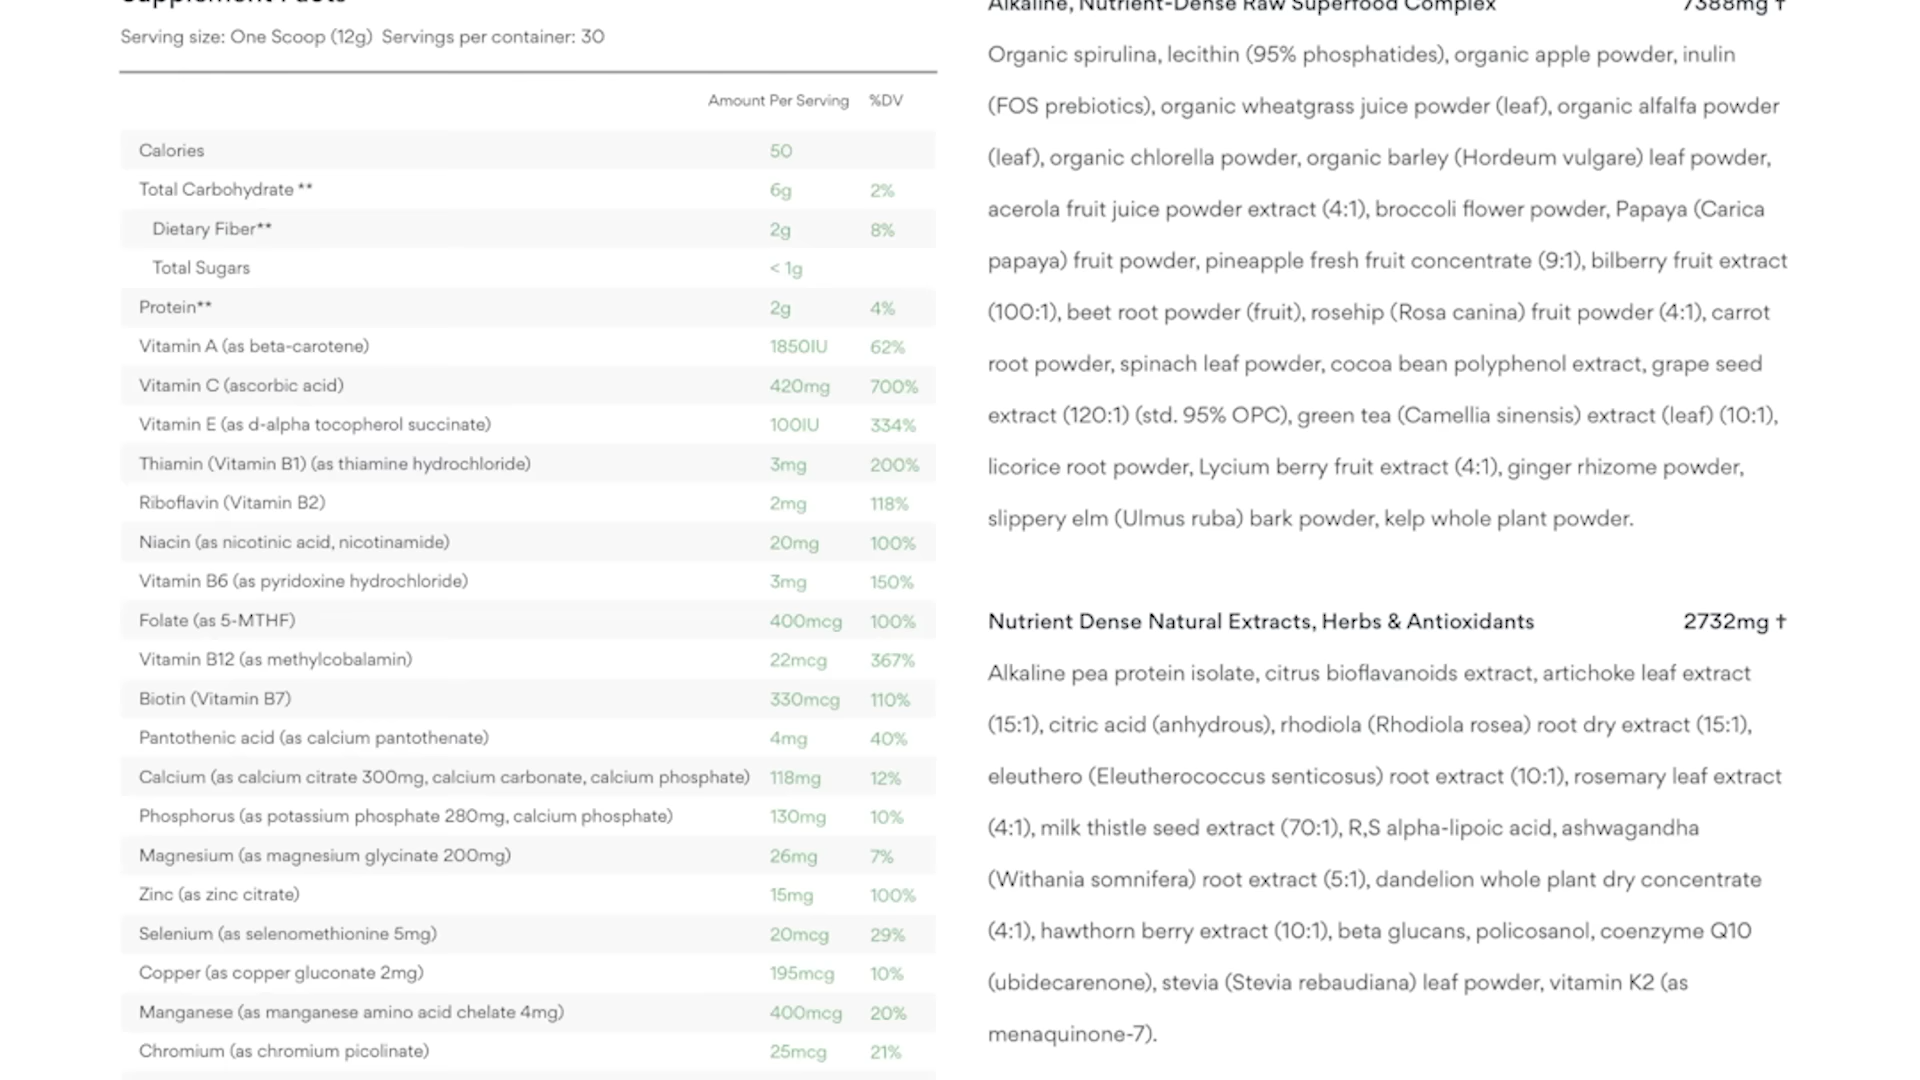 Supplement Facts
Serving size: One Scoop (12g) Servings per container: 30
Amount Per Serving %DV
Calories 50
Total Carbohydrate ** 6g 2%
Dietary Fiber** 2g 8%
Total Sugars < 1g
Protein** 2g 4%
Vitamin A (as beta-carotene) 1850IU 62%
Vitamin C (ascorbic acid) 420mg 700%
Vitamin E (as d-alpha tocopherol succinate) 100IU 334%
Thiamin (Vitamin B1) (as thiamine hydrochloride) 3mg 200%
Riboflavin (Vitamin B2) 2mg 118%
Niacin (as nicotinic acid, nicotinamide) 20mg 100%
Vitamin B6 (as pyridoxine hydrochloride) 3mg 150%
Folate (as 5-MTHF) 400mcg 100%
Vitamin B12 (as methylcobalamin) 22mcg 367%
Biotin (Vitamin B7) 330mcg 110%
Pantothenic acid (as calcium pantothenate) 4mg 40%
Calcium (as calcium citrate 300mg, calcium carbonate, calcium phosphate) 118mg 12%
Phosphorus (as potassium phosphate 280mg, calcium phosphate) 130mg 10%
Magnesium (as magnesium glycinate 200mg) 26mg 7%
Zinc (as zinc citrate) 15mg 100%
Selenium (as selenomethionine 5mg) 20mcg 29%
Copper (as copper gluconate 2mg) 195mcg 10%
Manganese (as manganese amino acid chelate 4mg) 400mcg 20%
Chromium (as chromium picolinate) 25mcg 21%
Alkaline, Nutrient-Dense Raw Superfood Complex 7388mg †
Organic spirulina, lecithin (95% phosphatides), organic apple powder, inulin
(FOS prebiotics), organic wheatgrass juice powder (leaf), organic alfalfa powder
(leaf), organic chlorella powder, organic barley (Hordeum vulgare) leaf powder,
acerola fruit juice powder extract (4:1), broccoli flower powder, Papaya (Carica
papaya) fruit powder, pineapple fresh fruit concentrate (9:1), bilberry fruit extract
(100:1), beet root powder (fruit), rosehip (Rosa canina) fruit powder (4:1), carrot
root powder, spinach leaf powder, cocoa bean polyphenol extract, grape seed
extract (120:1) (std. 95% OPC), green tea (Camellia sinensis) extract (leaf) (10:1),
licorice root powder, Lycium berry fruit extract (4:1), ginger rhizome powder,
slippery elm (Ulmus ruba) bark powder, kelp whole plant powder.
Nutrient Dense Natural Extracts, Herbs & Antioxidants 2732mg †
Alkaline pea protein isolate, citrus bioflavanoids extract, artichoke leaf extract
(15:1), citric acid (anhydrous), rhodiola (Rhodiola rosea) root dry extract (15:1),
eleuthero (Eleutherococcus senticosus) root extract (10:1), rosemary leaf extract
(4:1), milk thistle seed extract (70:1), R,S alpha-lipoic acid, ashwagandha
(Withania somnifera) root extract (5:1), dandelion whole plant dry concentrate
(4:1), hawthorn berry extract (10:1), beta glucans, policosanol, coenzyme Q10
(ubidecarenone), stevia (Stevia rebaudiana) leaf powder, vitamin K2 (as
menaquinone-7).